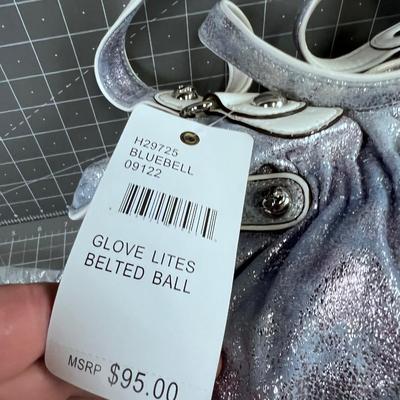 H29725
BLUEBELL
09122
GLOVE LITES
BELTED BALL
MSRP $95.00